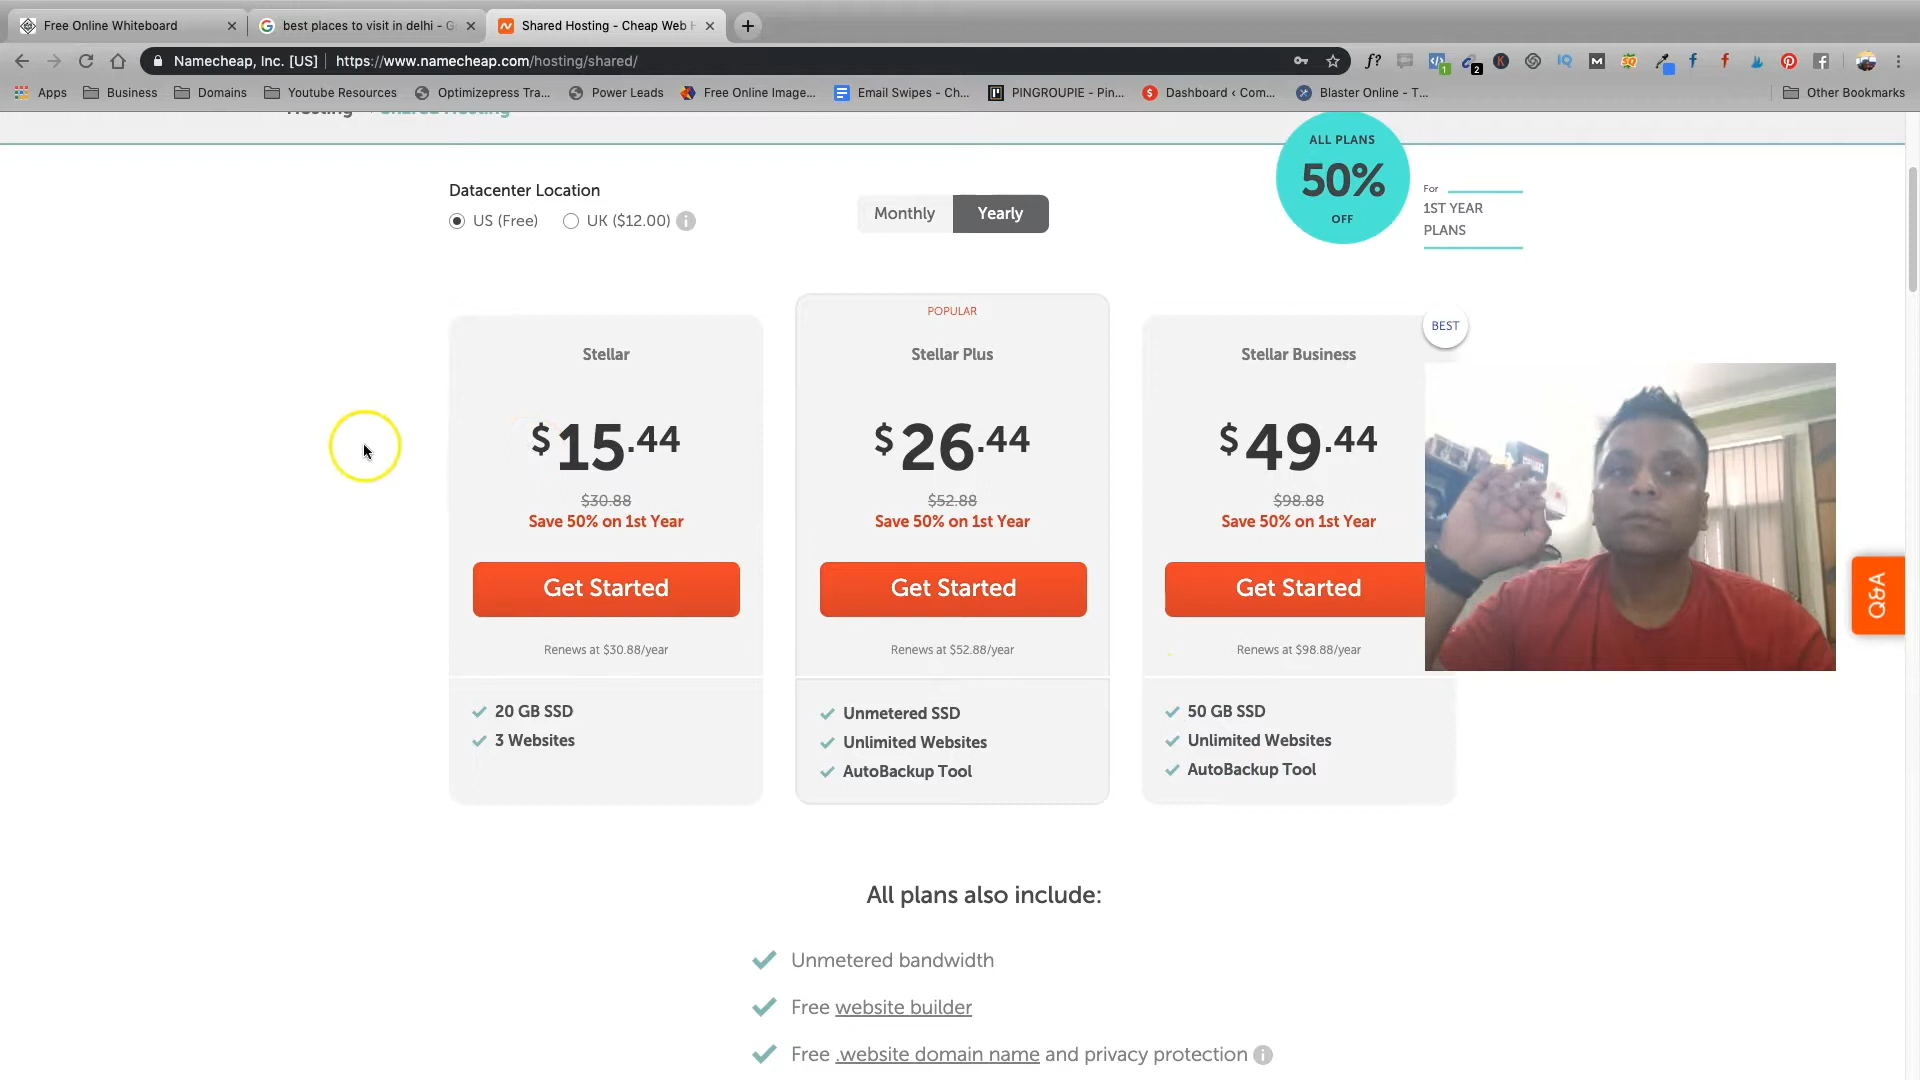 Free Online Whiteboard
best places to visit in delhi - G
Shared Hosting - Cheap Web H
Namecheap, Inc. [US] https://www.namecheap.com/hosting/shared/
Apps Business Domains Youtube Resources Optimizepress Tra... Power Leads Free Online Image... Email Swipes - Ch... PINGROUPIE - Pin... Dashboard ‹ Com... Blaster Online - T... Other Bookmarks
Hosting Shared Hosting
ALL PLANS
50%
OFF
For
1ST YEAR
PLANS
Datacenter Location
US (Free) UK ($12.00)
Monthly Yearly
Stellar
$15.44
$30.88
Save 50% on 1st Year
Get Started
Renews at $30.88/year
20 GB SSD
3 Websites
POPULAR
Stellar Plus
$26.44
$52.88
Save 50% on 1st Year
Get Started
Renews at $52.88/year
Unmetered SSD
Unlimited Websites
AutoBackup Tool
BEST
Stellar Business
$49.44
$98.88
Save 50% on 1st Year
Get Started
Renews at $98.88/year
50 GB SSD
Unlimited Websites
AutoBackup Tool
Q&A
All plans also include:
Unmetered bandwidth
Free website builder
Free .website domain name and privacy protection